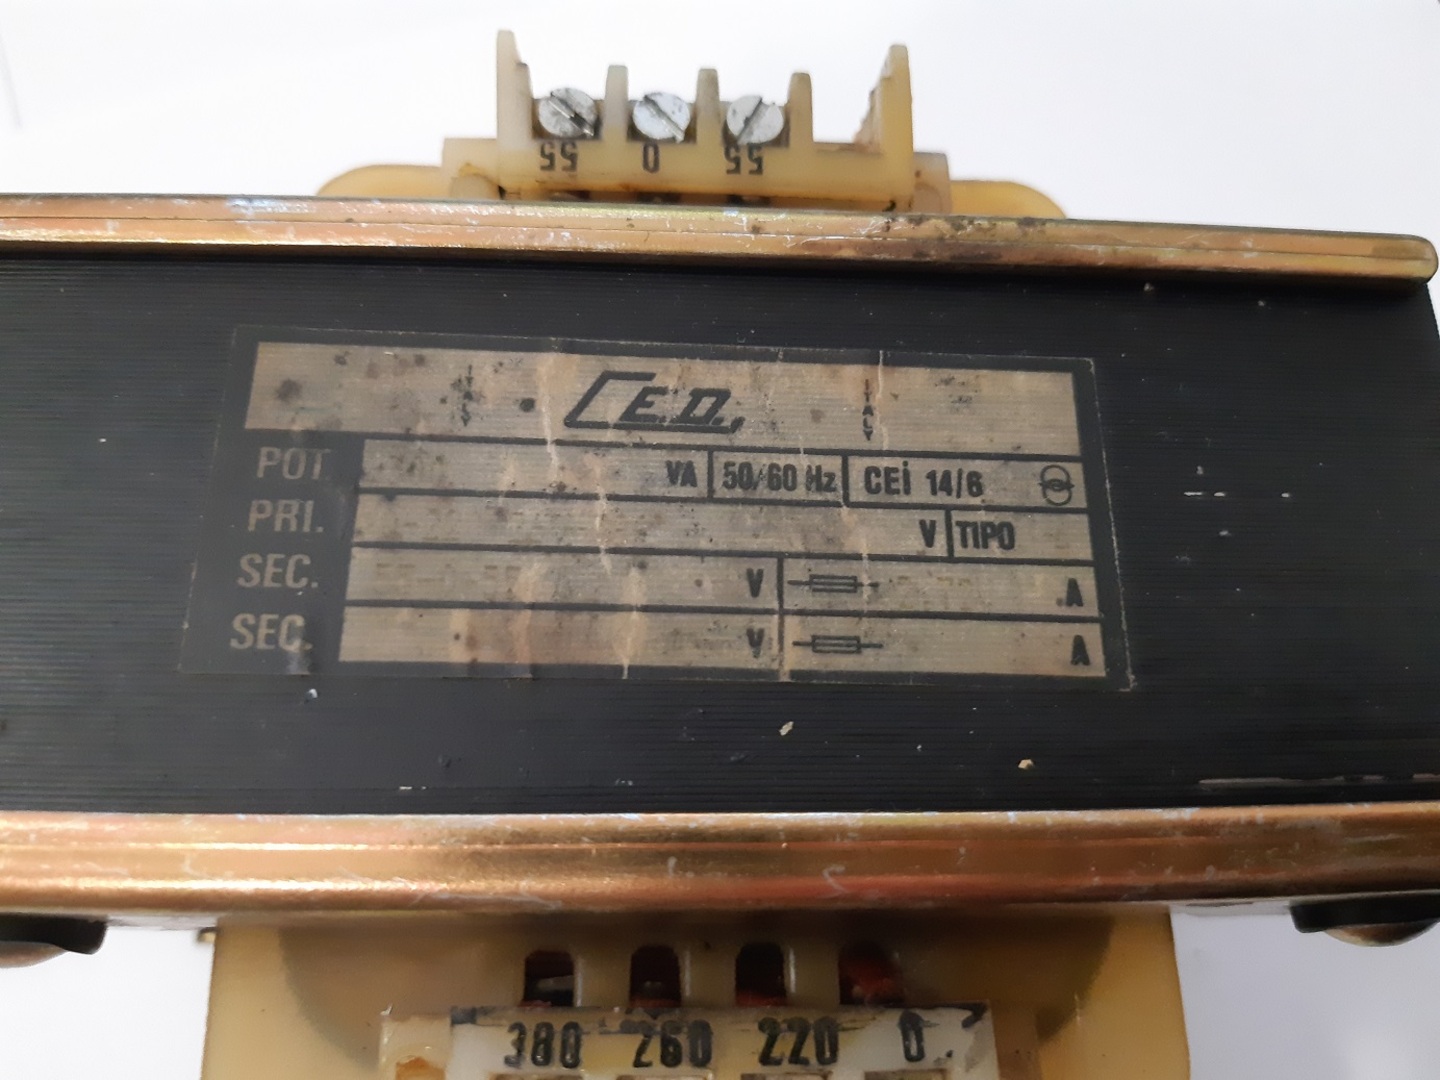 55 0 55
ITALY C.E.D. ITALY
POT. VA 50/60 Hz CEI 14/6
PRI. V TIPO
SEC. V A
SEC. V A
380 260 220 0